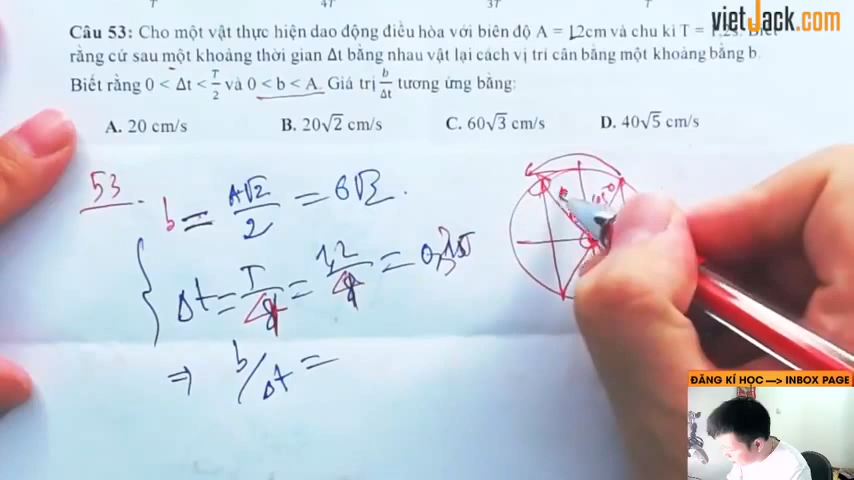 vietJack.com
Câu 53: Cho một vật thực hiện dao động điều hòa với biên độ A = 12cm và chu kì T = 1,2s. Biết
rằng cứ sau một khoảng thời gian Δt bằng nhau vật lại cách vị trí cân bằng một khoảng bằng b.
Biết rằng 0 < Δt < T/2 và 0 < b < A. Giá trị b/Δt tương ứng bằng:
A. 20 cm/s B. 20√2 cm/s C. 60√3 cm/s D. 40√5 cm/s
53
b = A√2/2 = 6√2.
Δt = T/4 = 1,2/4 =
⇒ b/Δt =
ĐĂNG KÍ HỌC —> INBOX PAGE